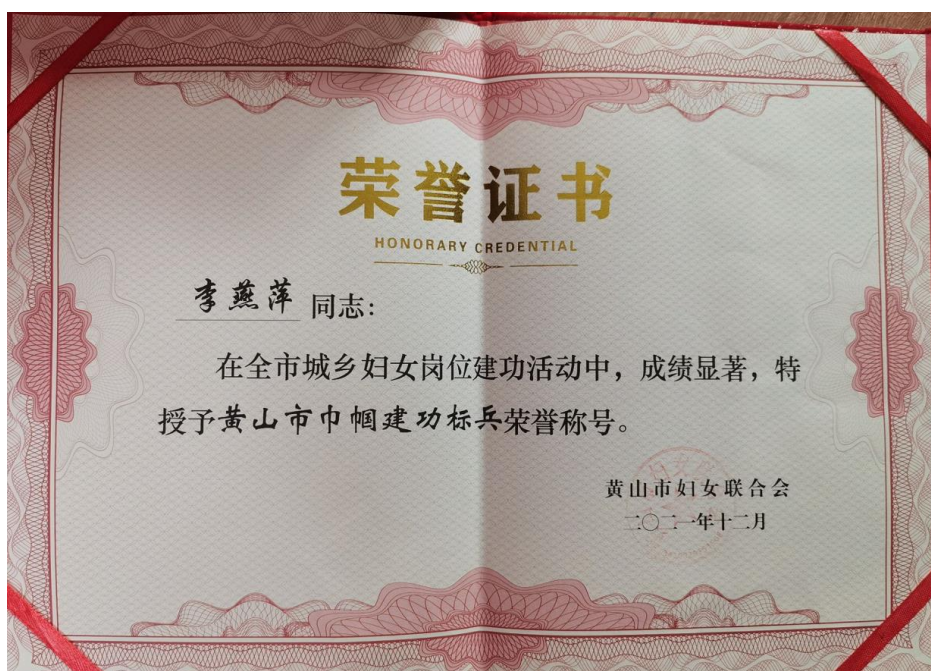 荣誉证书
HONORARY CREDENTIAL
李燕萍 同志：
在全市城乡妇女岗位建功活动中，成绩显著，特
授予黄山市巾帼建功标兵荣誉称号。
黄山市妇女联合会
二〇二一年十二月